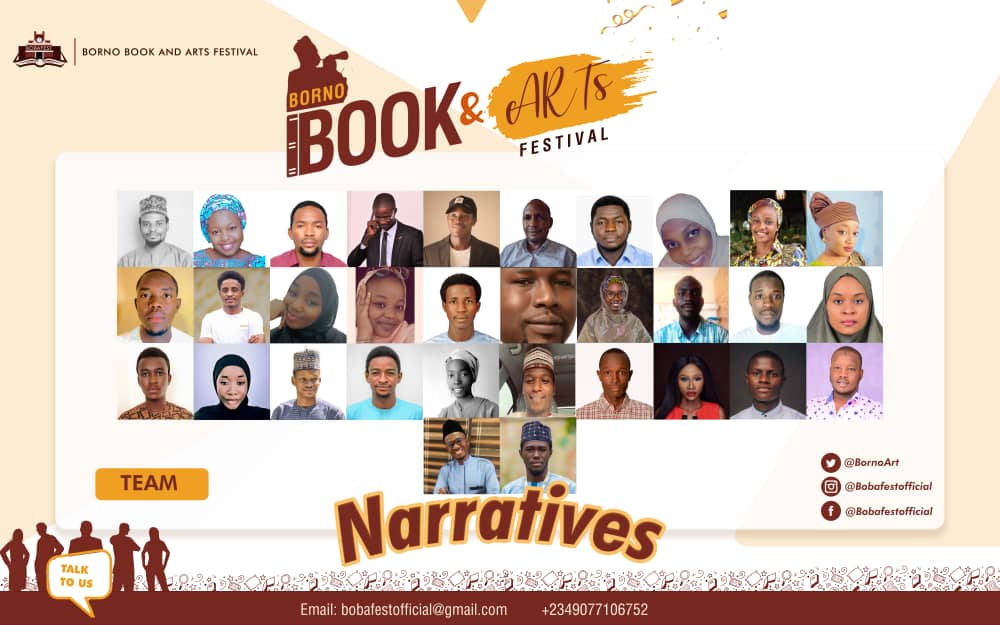 BOBAFEST
BORNO BOOK AND ARTS FESTIVAL
BORNO
BOOK & ARTs
FESTIVAL
TEAM
@BornoArt
@Bobafestofficial
@Bobafestofficial
Narratives
TALK
TO US
Email: bobafestofficial@gmail.com +2349077106752